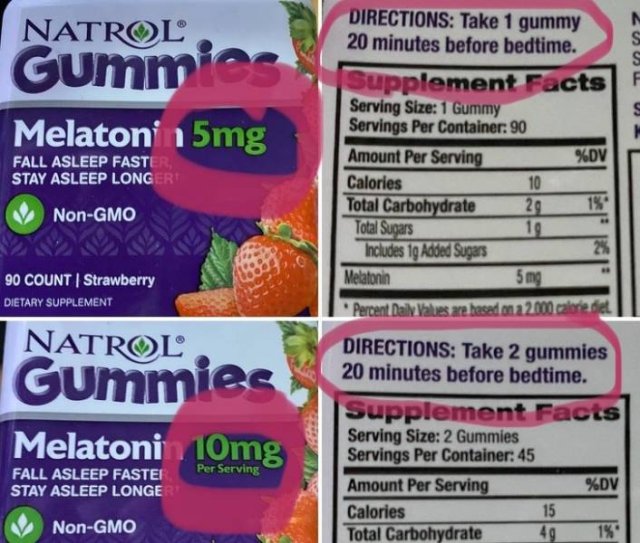 NATROL®
Gummies
Melatonin 5mg
FALL ASLEEP FASTER,
STAY ASLEEP LONGER†
Non-GMO
90 COUNT | Strawberry
DIETARY SUPPLEMENT
DIRECTIONS: Take 1 gummy
20 minutes before bedtime.
Supplement Facts
Serving Size: 1 Gummy
Servings Per Container: 90
Amount Per Serving %DV
Calories 10
Total Carbohydrate 2g 1%*
Total Sugars 1g **
Includes 1g Added Sugars 2%
Melatonin 5 mg **
* Percent Daily Values are based on a 2,000 calorie diet.
NATROL®
Gummies
Melatonin 10mg
Per Serving
FALL ASLEEP FASTER,
STAY ASLEEP LONGER†
Non-GMO
DIRECTIONS: Take 2 gummies
20 minutes before bedtime.
Supplement Facts
Serving Size: 2 Gummies
Servings Per Container: 45
Amount Per Serving %DV
Calories 15
Total Carbohydrate 4g 1%*